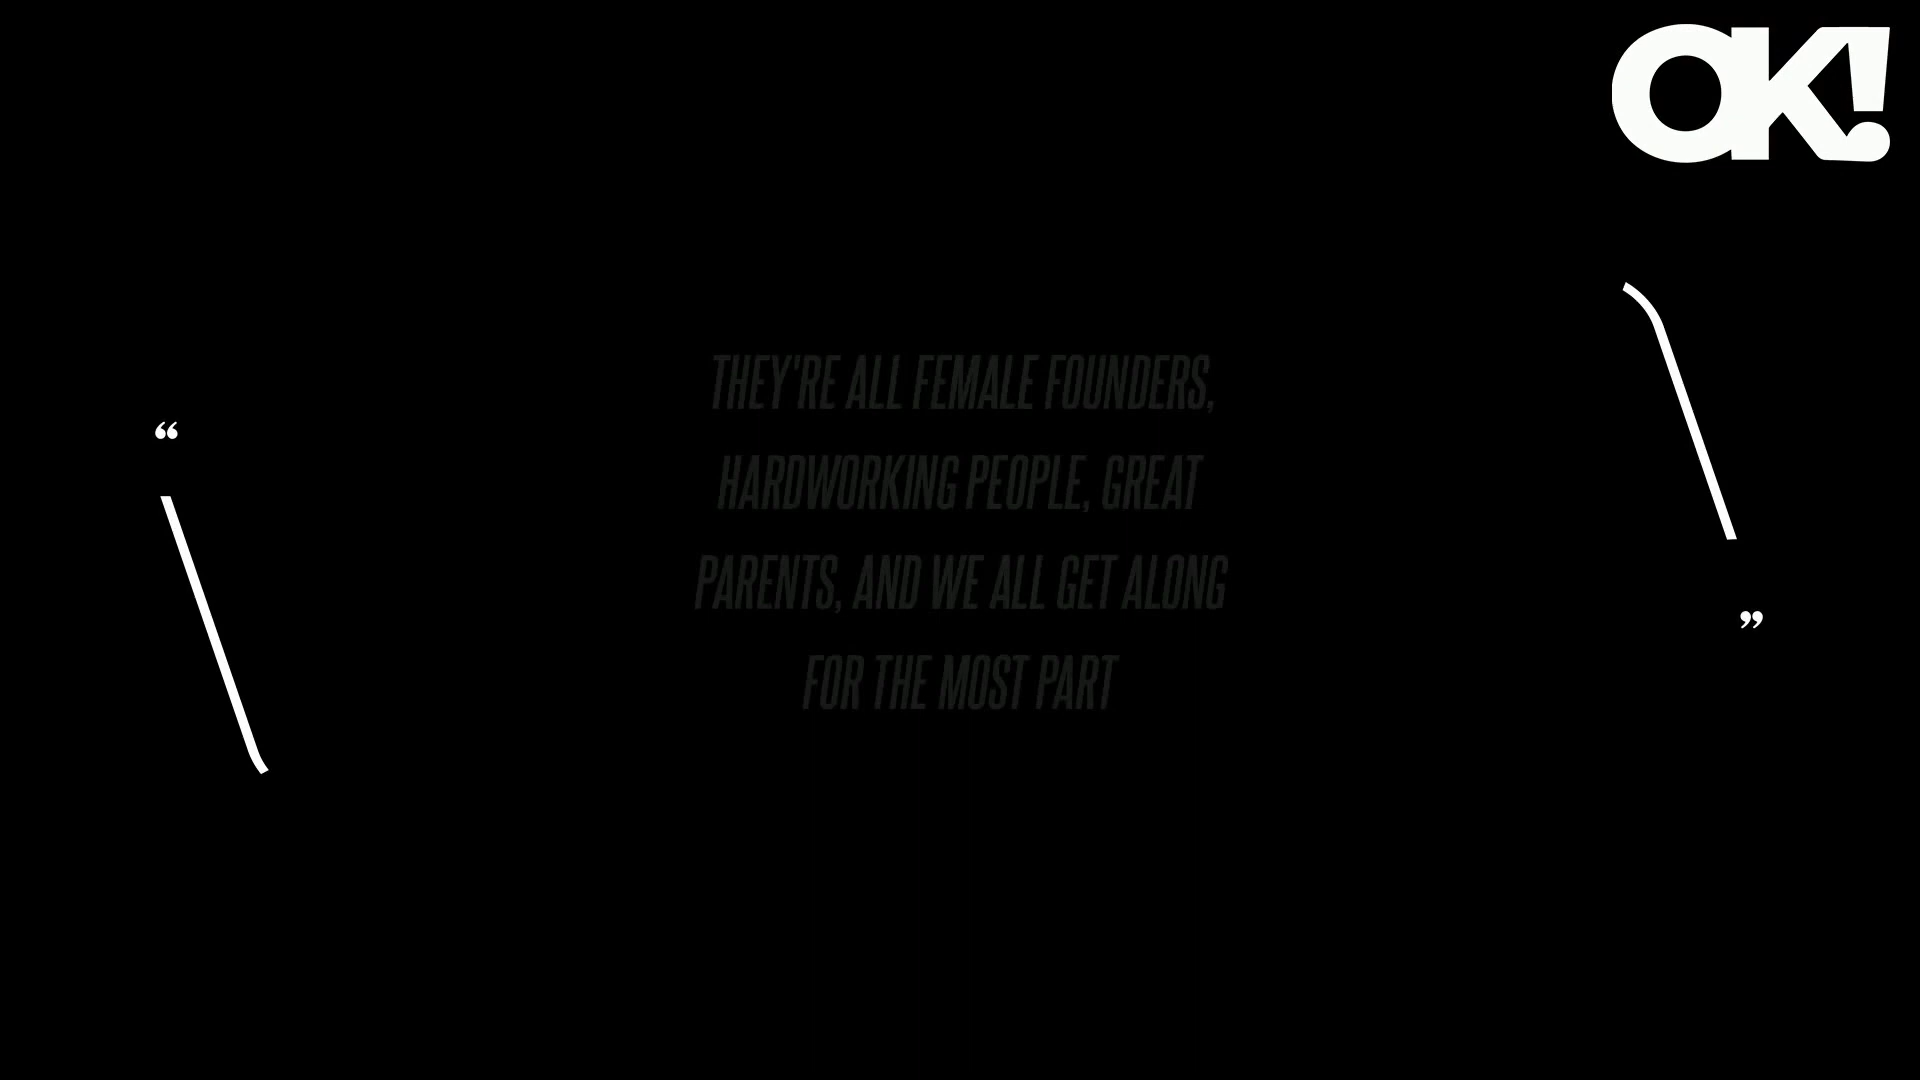 OK!
“
THEY'RE ALL FEMALE FOUNDERS,
HARDWORKING PEOPLE, GREAT
PARENTS, AND WE ALL GET ALONG
FOR THE MOST PART
”